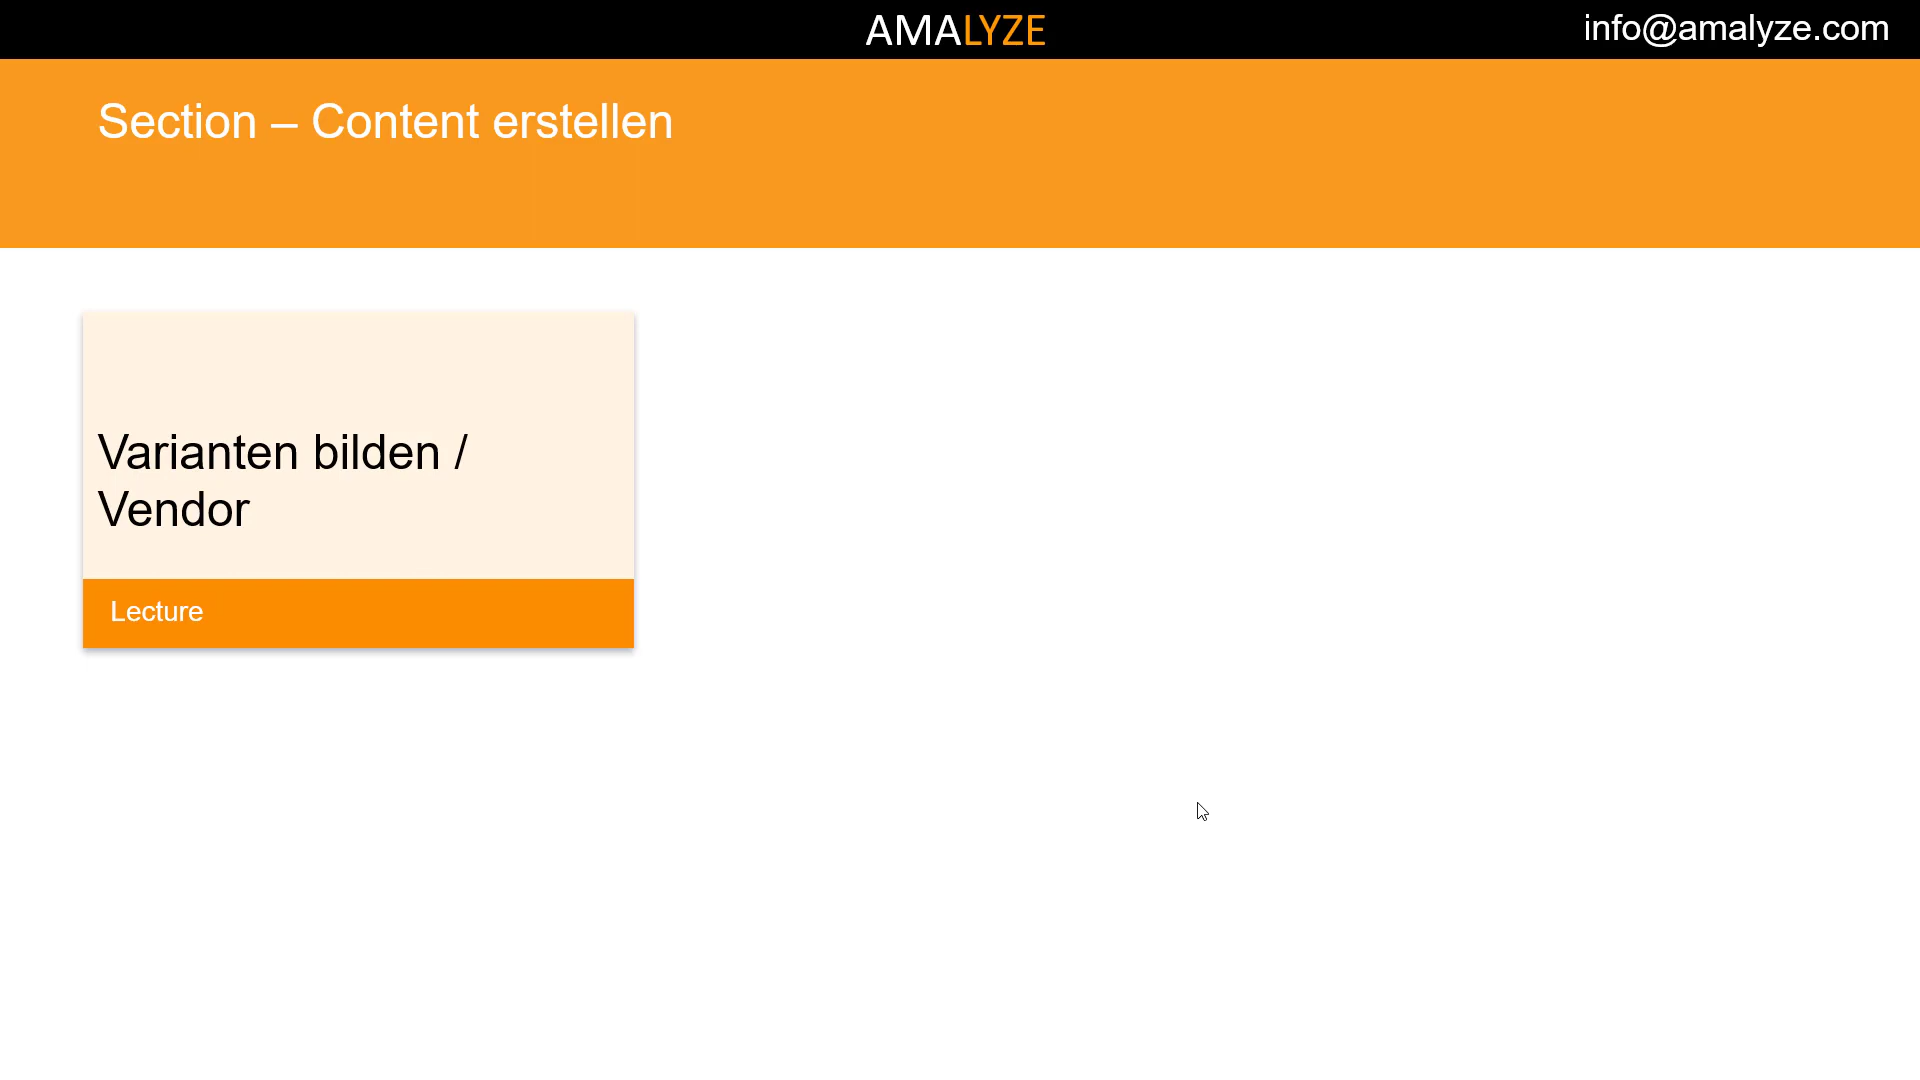 AMALYZE
info@amalyze.com
Section – Content erstellen
Varianten bilden /
Vendor
Lecture